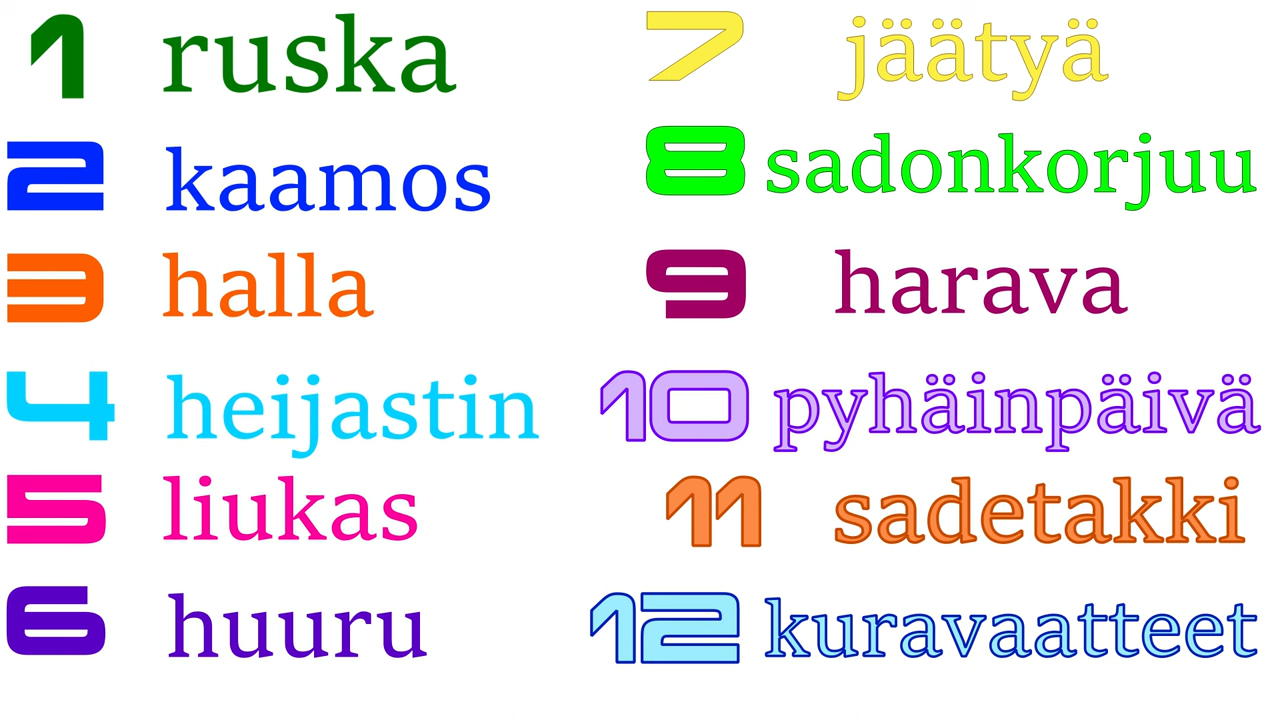 1 ruska
2 kaamos
3 halla
4 heijastin
5 liukas
6 huuru
7 jäätyä
8 sadonkorjuu
9 harava
10 pyhäinpäivä
11 sadetakki
12 kuravaatteet